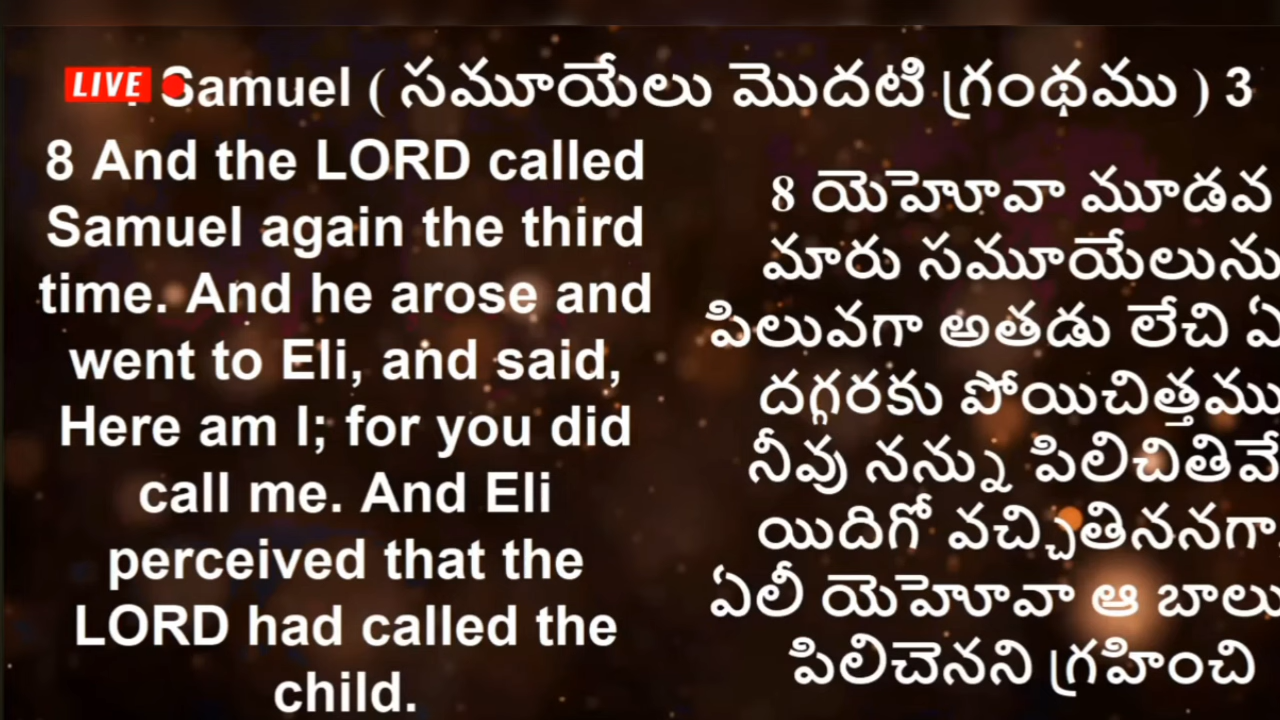 LIVE Samuel ( సమూయేలు మొదటి గ్రంథము ) 3
8 And the LORD called
Samuel again the third
time. And he arose and
went to Eli, and said,
Here am I; for you did
call me. And Eli
perceived that the
LORD had called the
child.
8 యెహెూవా మూడవ
మారు సమూయేలును
పిలువగా అతడు లేచి
దగ్గరకు పోయిచిత్తము
నీవు నన్ను పిలిచితివే
యిదిగో వచ్చితిననగా
ఏలీ యెహెూవా ఆ
పిలిచెనని గ్రహించి